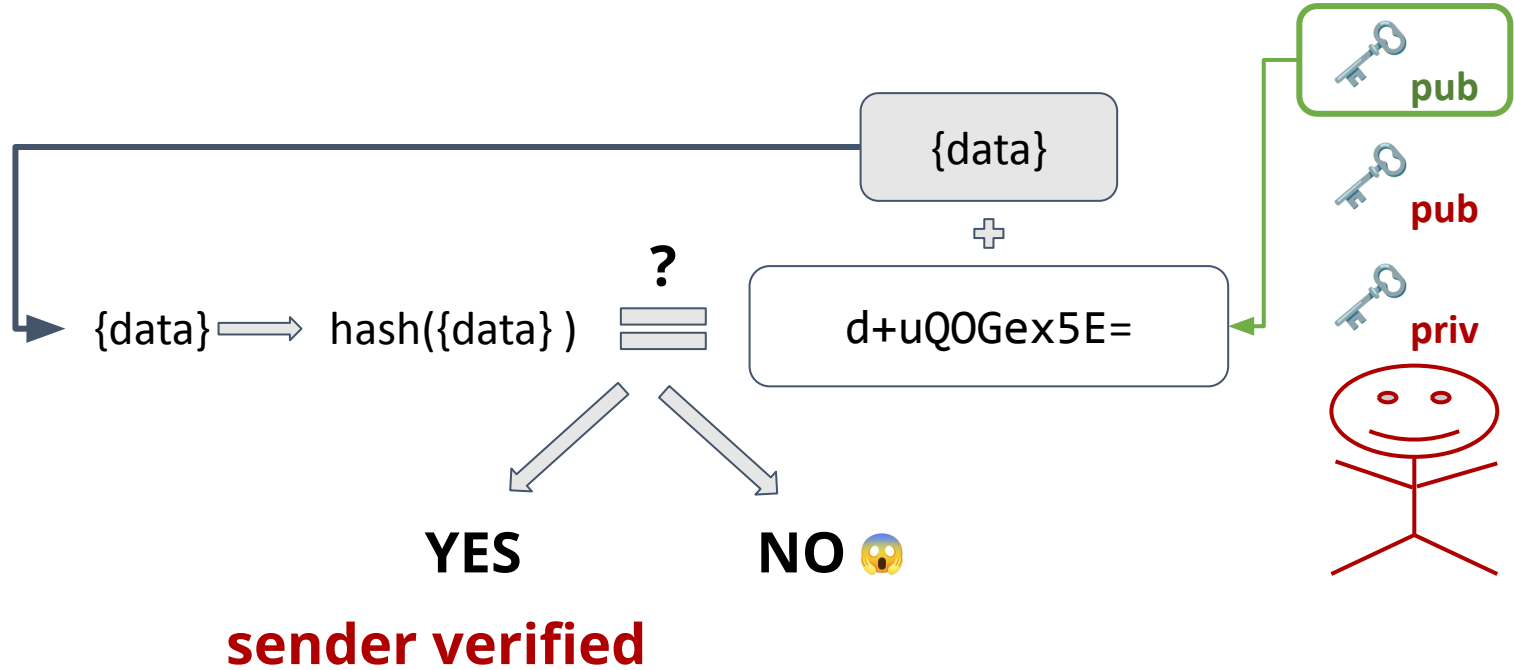 pub
{data}
pub
?
{data}
hash({data} )
d+uQOGex5E=
priv
YES
NO
sender verified